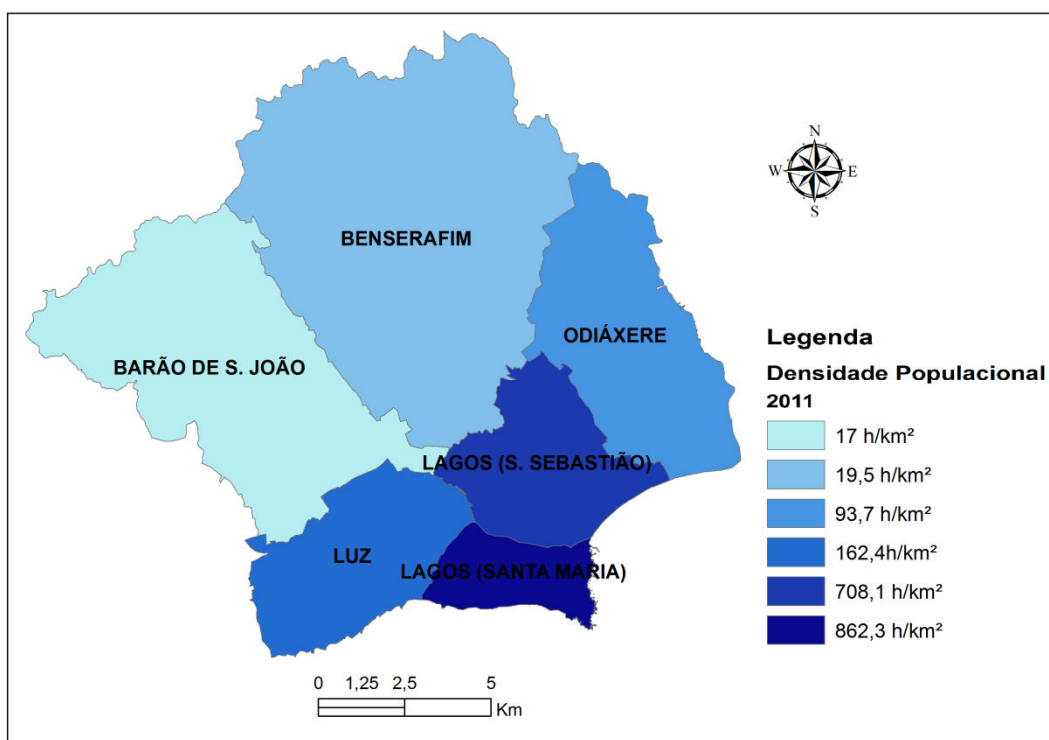 N
W E
S
BENSERAFIM
ODIÁXERE
BARÃO DE S. JOÃO
LAGOS (S. SEBASTIÃO)
LUZ
LAGOS (SANTA MARIA)
Legenda
Densidade Populacional
2011
17 h/km²
19,5 h/km²
93,7 h/km²
162,4h/km²
708,1 h/km²
862,3 h/km²
0 1,25 2,5 5
Km